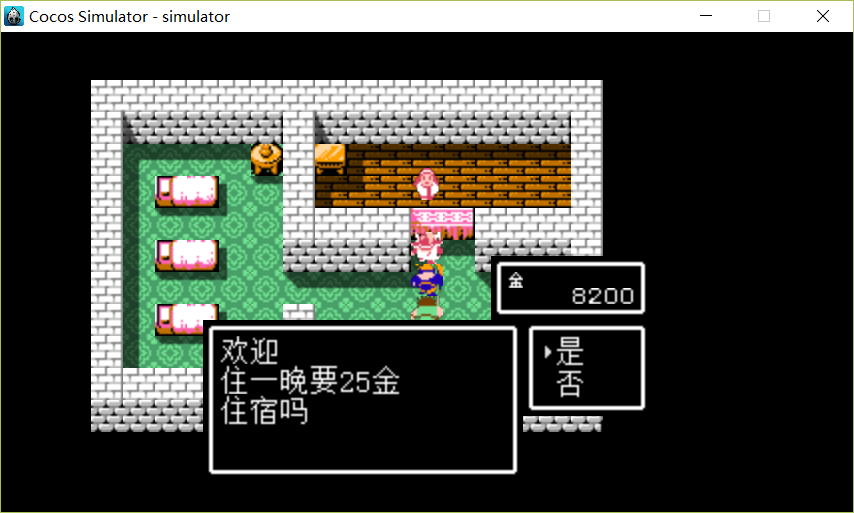 Cocos Simulator - simulator
金
8200
欢迎
住一晚要25金
住宿吗
是
否